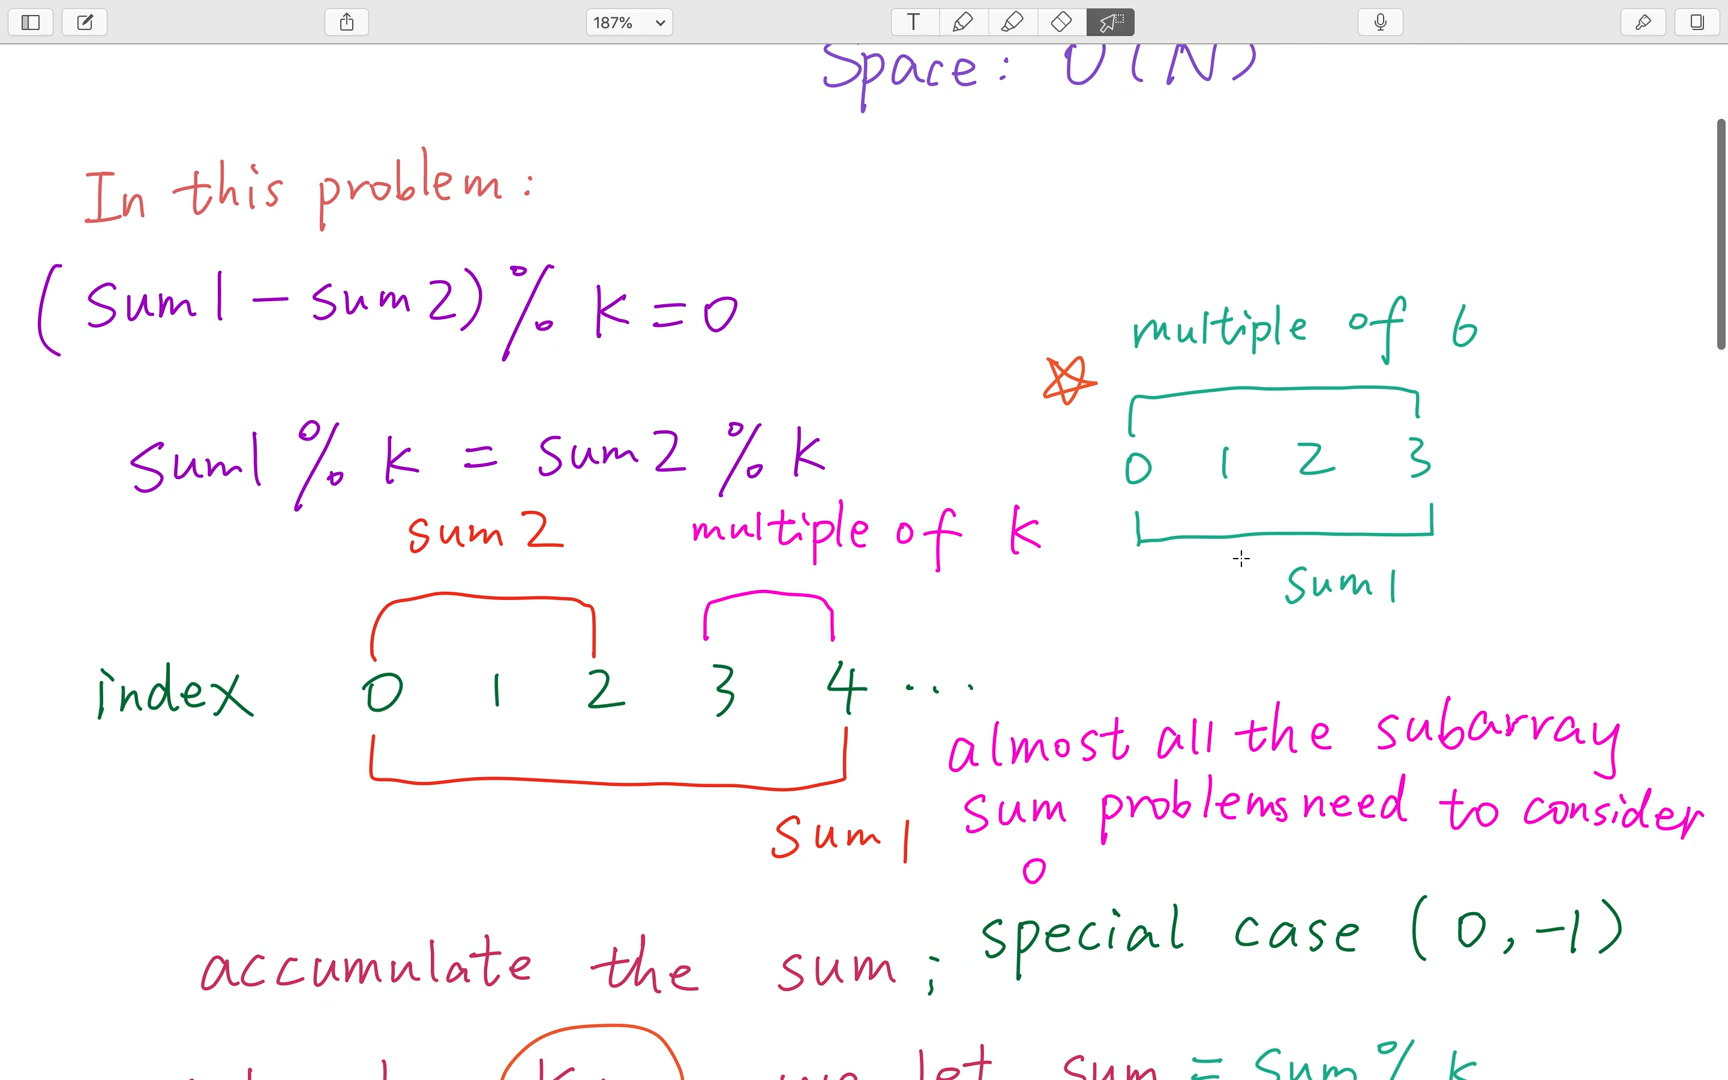 187%
T
Space: O(N)
In this problem:
(sum1 - sum2) % k = 0
sum1 % k = sum2 % k
multiple of 6
0 1 2 3
sum1
sum2
multiple of k
index 0 1 2 3 4 ...
sum1
almost all the subarray
sum problems need to consider
0
special case (0, -1)
accumulate the sum;
let sum = sum % k